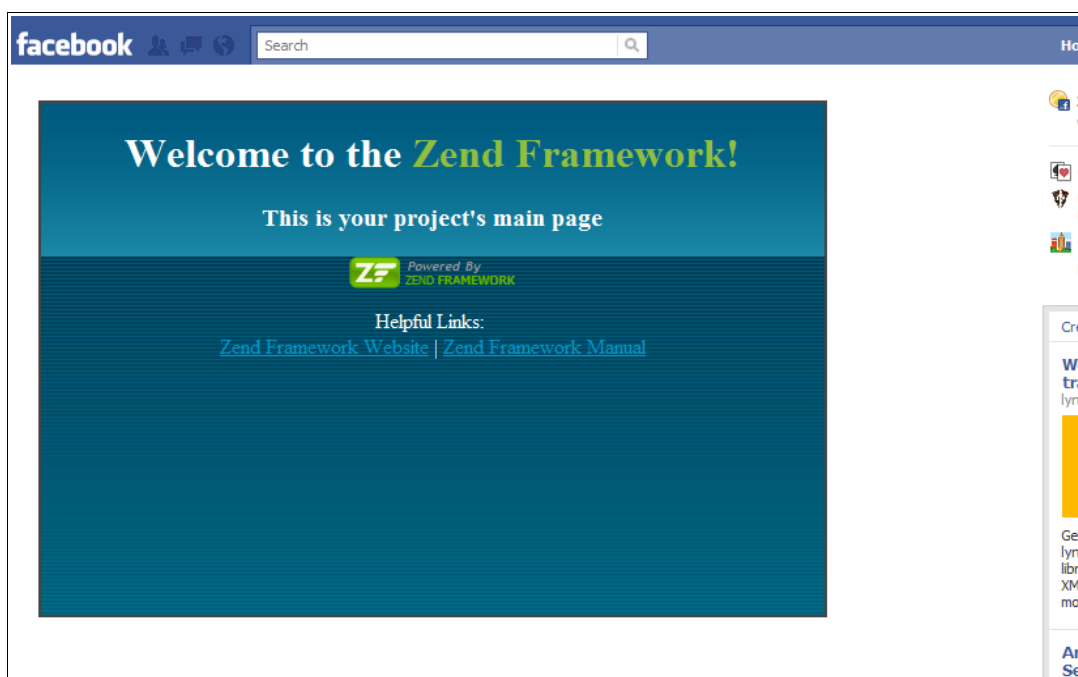 facebook
Search
Welcome to the Zend Framework!
This is your project's main page
ZF Powered By
ZEND FRAMEWORK
Helpful Links:
Zend Framework Website | Zend Framework Manual